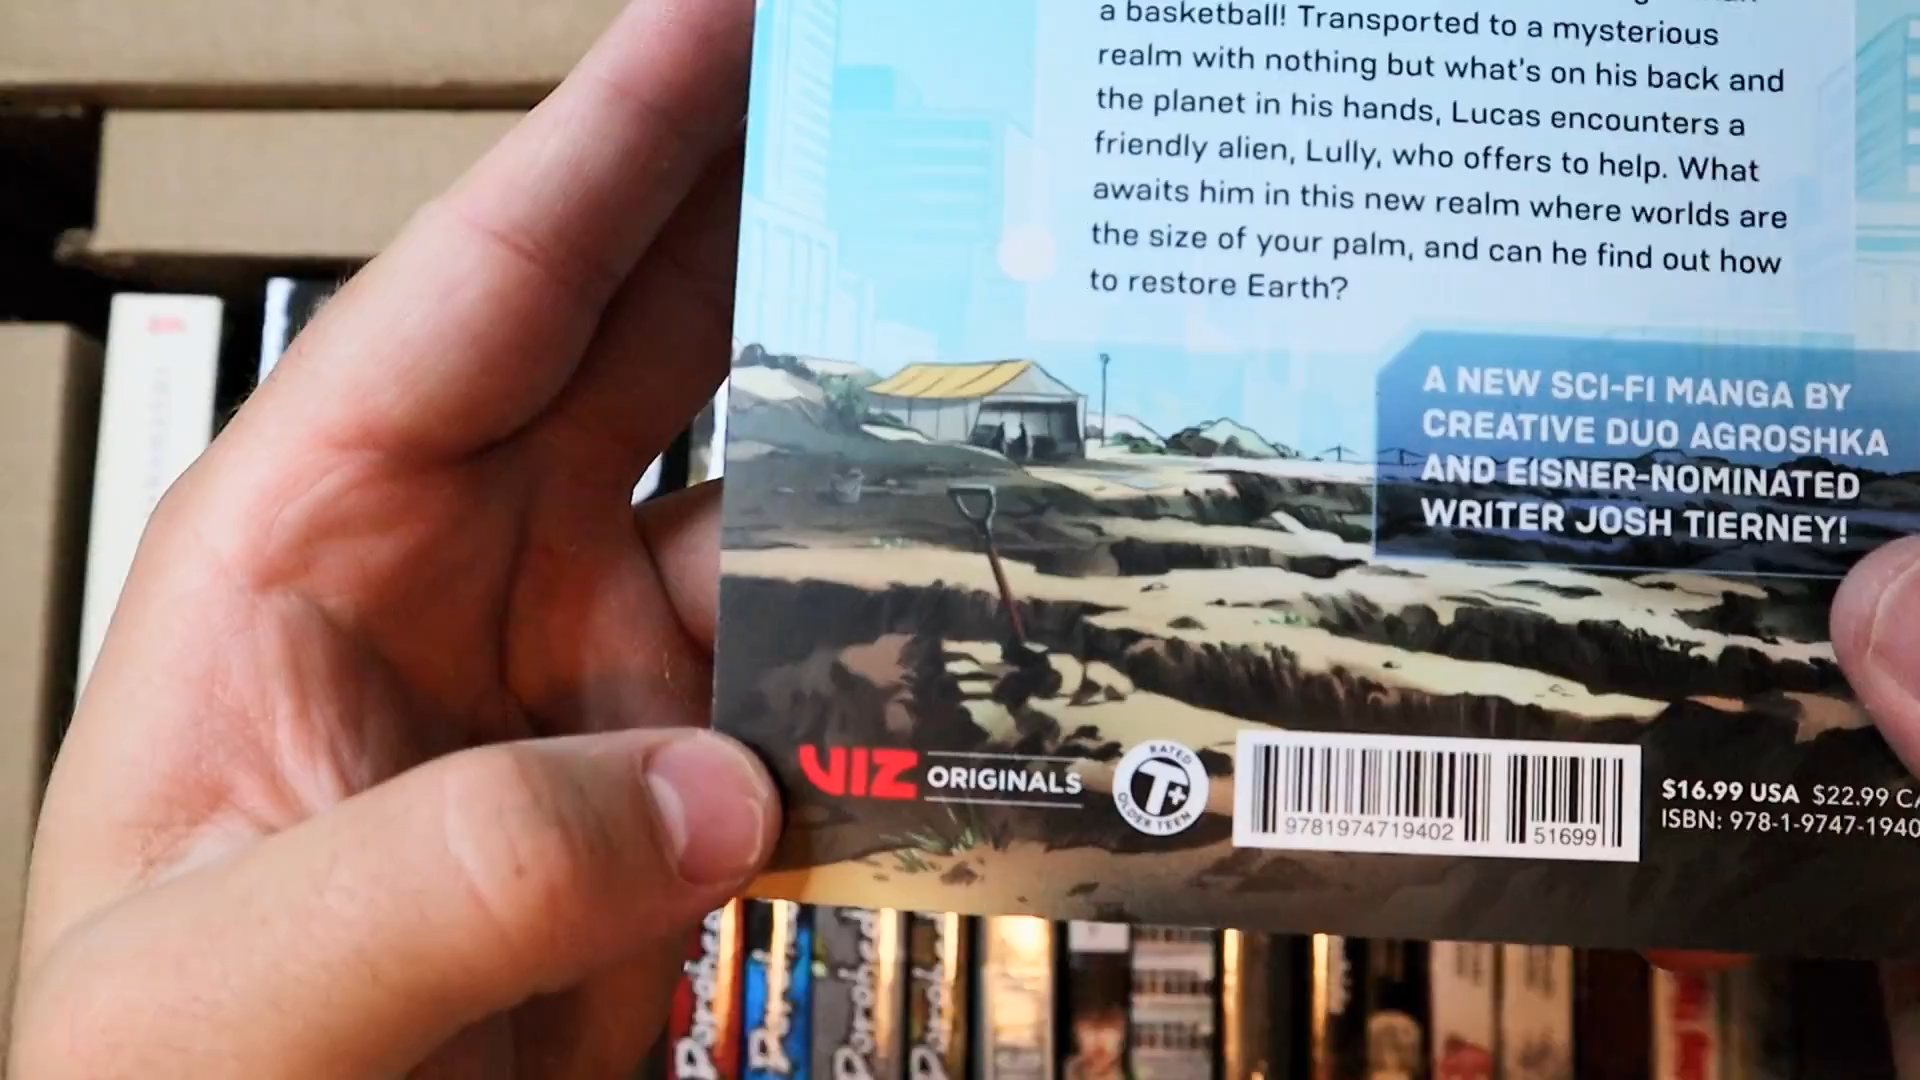 a basketball! Transported to a mysterious
realm with nothing but what's on his back and
the planet in his hands, Lucas encounters a
friendly alien, Lully, who offers to help. What
awaits him in this new realm where worlds are
the size of your palm, and can he find out how
to restore Earth?
A NEW SCI-FI MANGA BY
CREATIVE DUO AGROSHKA
AND EISNER-NOMINATED
WRITER JOSH TIERNEY!
VIZ ORIGINALS
RATED
T+
OLDER TEEN
9781974719402
51699
$16.99 USA $22.99 CA
ISBN: 978-1-9747-1940
Dorohed
Doroh
Dorohed
Dorohed